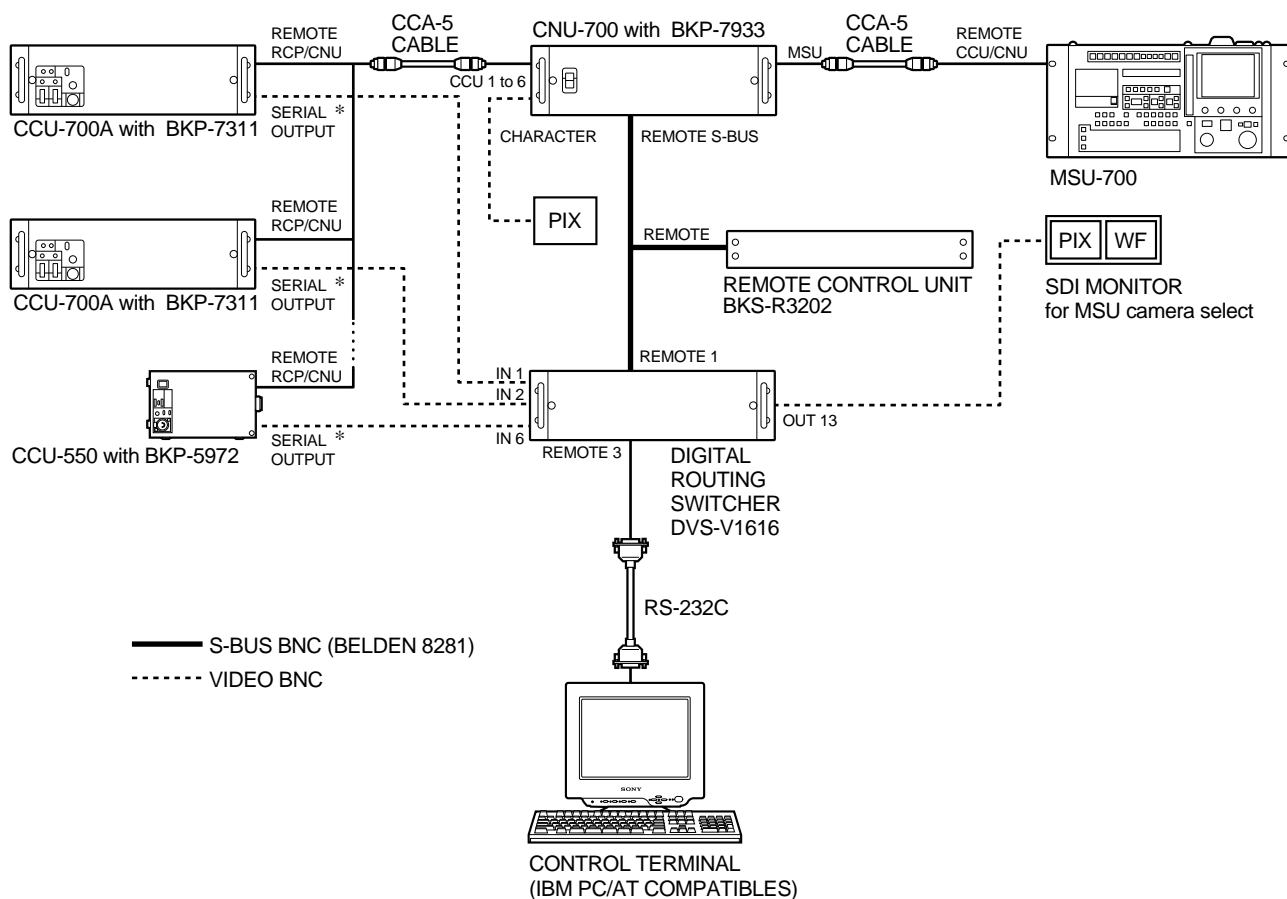 REMOTE
RCP/CNU
CCA-5
CABLE
CNU-700 with BKP-7933
MSU
CCA-5
CABLE
REMOTE
CCU/CNU
CCU 1 to 6
SERIAL *
OUTPUT
CCU-700A with BKP-7311
CHARACTER
REMOTE S-BUS
MSU-700
REMOTE
RCP/CNU
PIX
REMOTE
PIX
WF
SERIAL *
OUTPUT
CCU-700A with BKP-7311
REMOTE CONTROL UNIT
BKS-R3202
SDI MONITOR
for MSU camera select
REMOTE
RCP/CNU
REMOTE 1
IN 1
IN 2
IN 6
OUT 13
SERIAL *
OUTPUT
CCU-550 with BKP-5972
REMOTE 3
DIGITAL
ROUTING
SWITCHER
DVS-V1616
RS-232C
S-BUS BNC (BELDEN 8281)
VIDEO BNC
SONY
CONTROL TERMINAL
(IBM PC/AT COMPATIBLES)